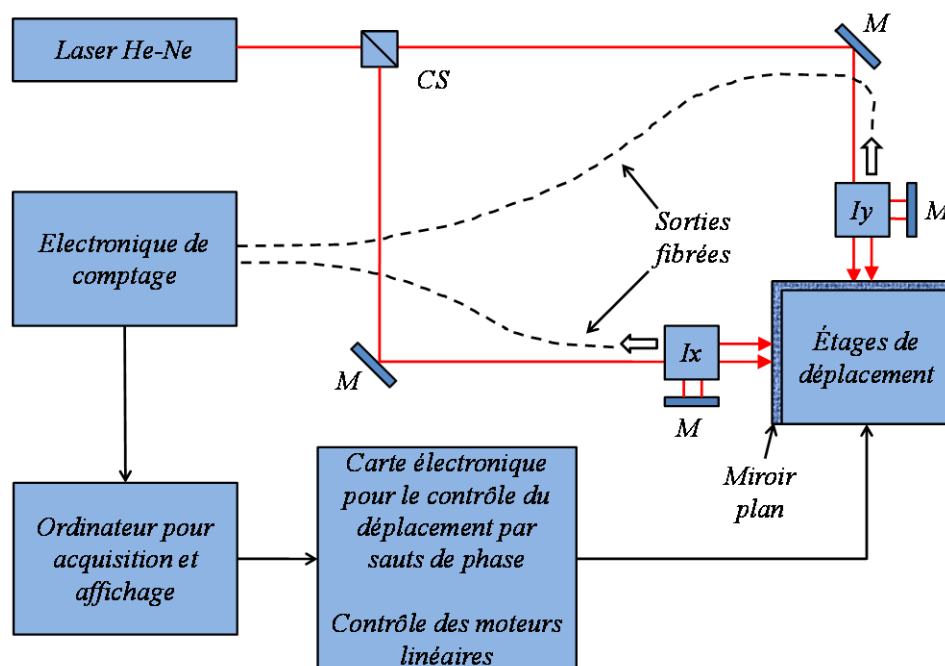 Laser He-Ne
M
CS
Iy
M
Sorties
fibrées
Electronique de
comptage
Ix
M
M
Étages de
déplacement
Miroir
plan
Carte électronique
pour le contrôle du
déplacement par
sauts de phase
Contrôle des moteurs
linéaires
Ordinateur pour
acquisition et
affichage